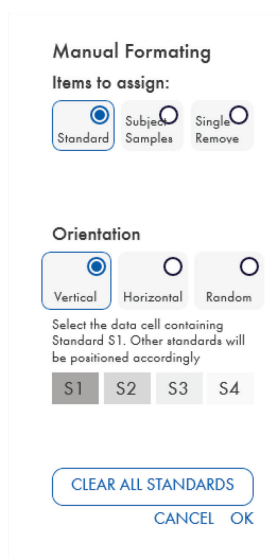 Manual Formating
Items to assign:
Standard
Subject Samples
Single Remove
Orientation
Vertical Horizontal Random
Select the data cell containing
Standard S1. Other standards will
be positioned accordingly
S1 S2 S3 S4
CLEAR ALL STANDARDS
CANCEL OK